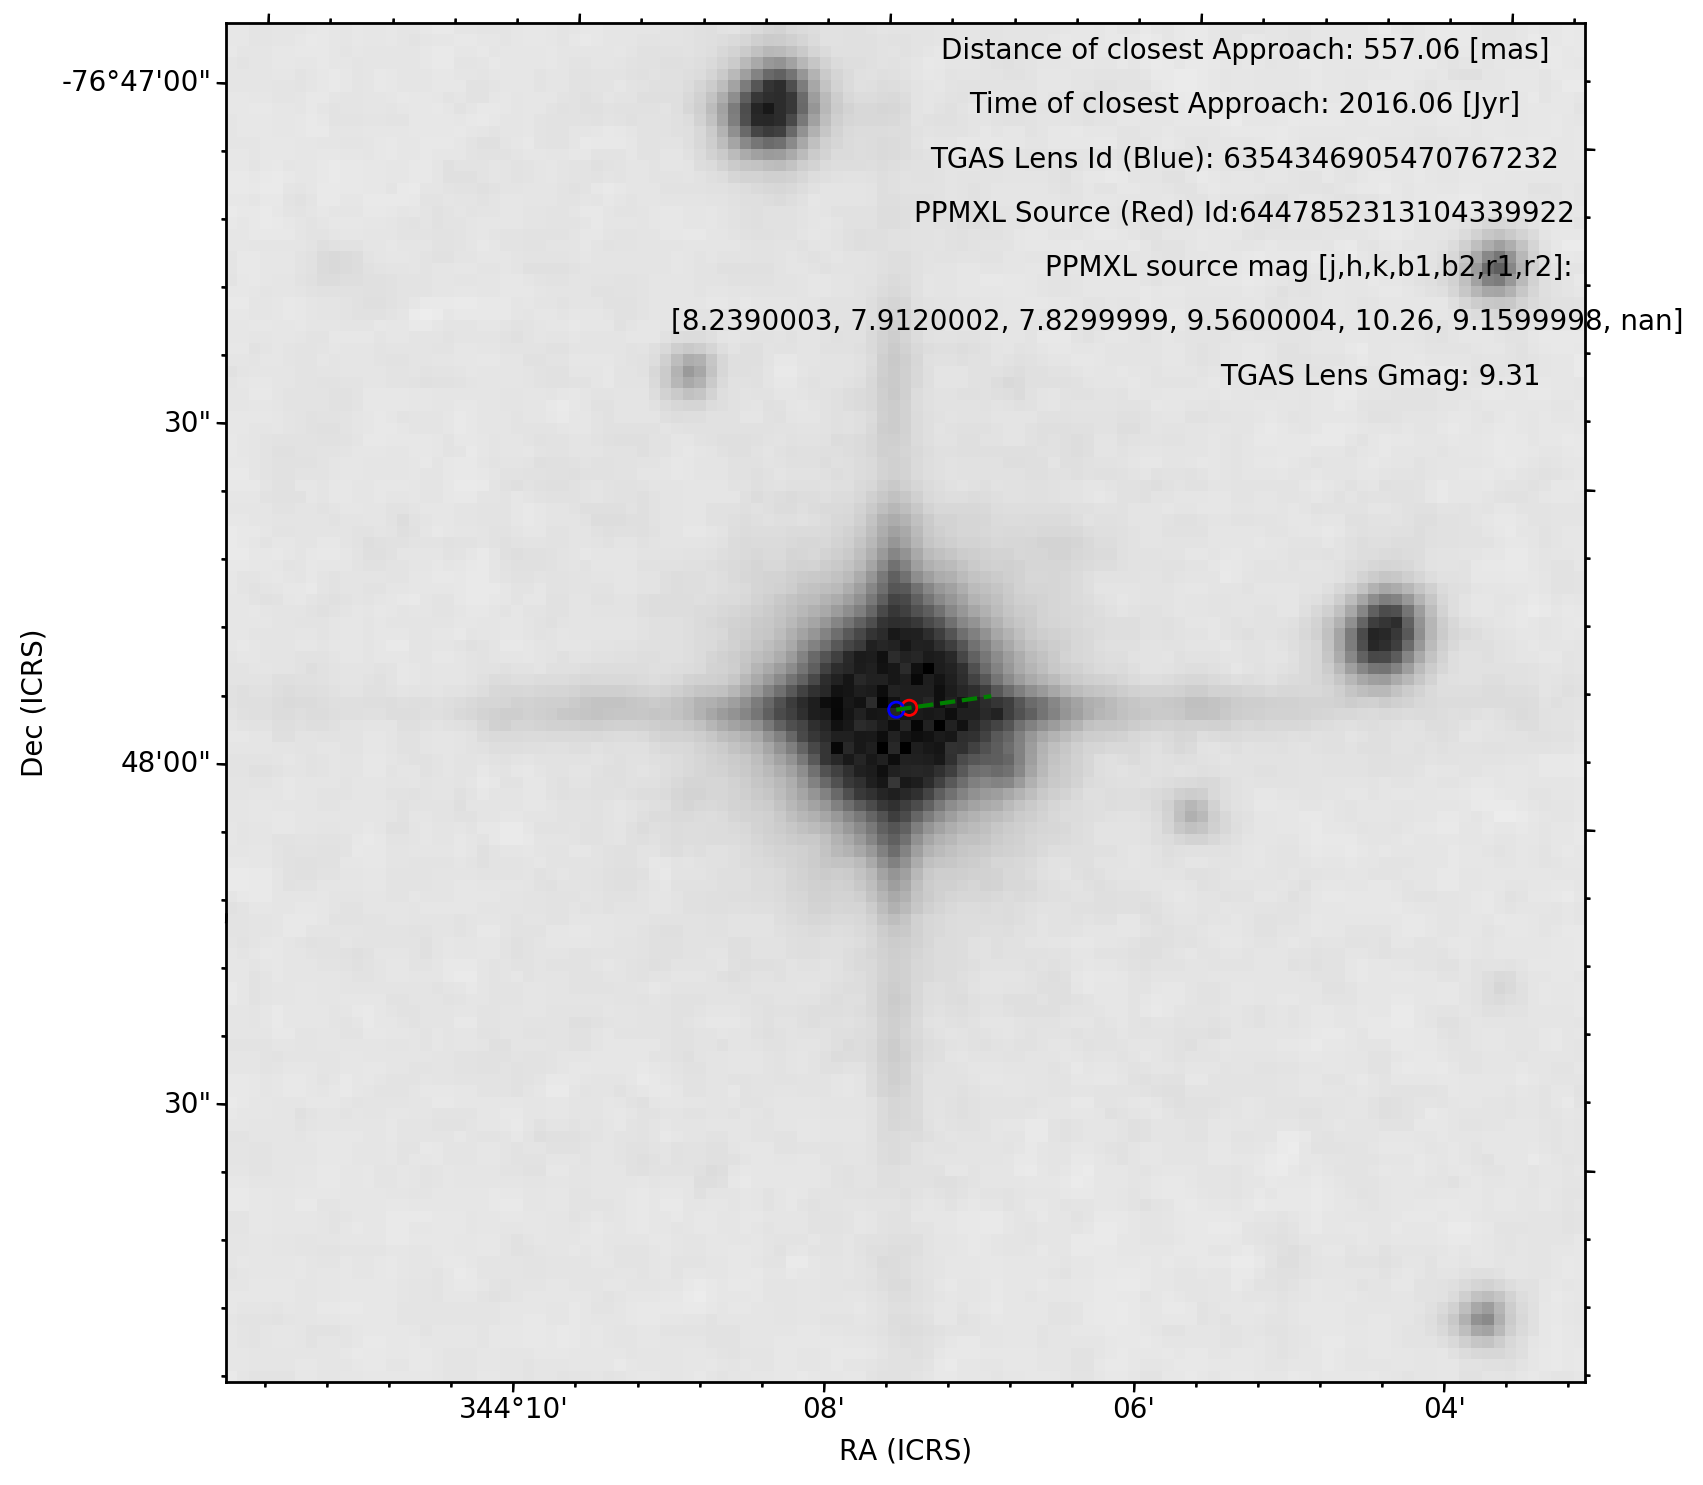 Distance of closest Approach: 557.06 [mas]
Time of closest Approach: 2016.06 [Jyr]
TGAS Lens Id (Blue): 6354346905470767232
PPMXL Source (Red) Id:6447852313104339922
PPMXL source mag [j,h,k,b1,b2,r1,r2]:
[8.2390003, 7.9120002, 7.8299999, 9.5600004, 10.26, 9.1599998, nan]
TGAS Lens Gmag: 9.31
-76°47'00"
30"
48'00"
30"
Dec (ICRS)
344°10' 08' 06' 04'
RA (ICRS)